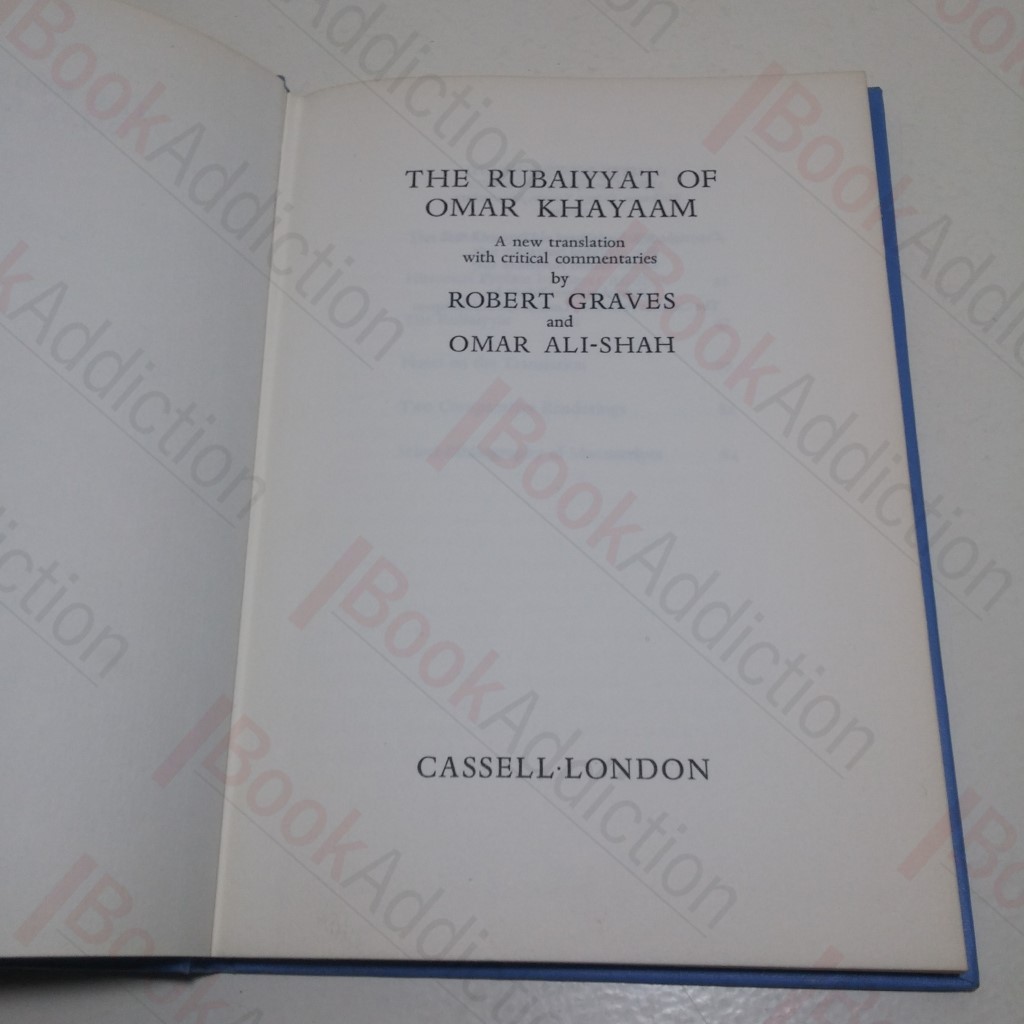 THE RUBAIYYAT OF
OMAR KHAYAAM
A new translation
with critical commentaries
by
ROBERT GRAVES
and
OMAR ALI-SHAH
CASSELL·LONDON
BookAddiction